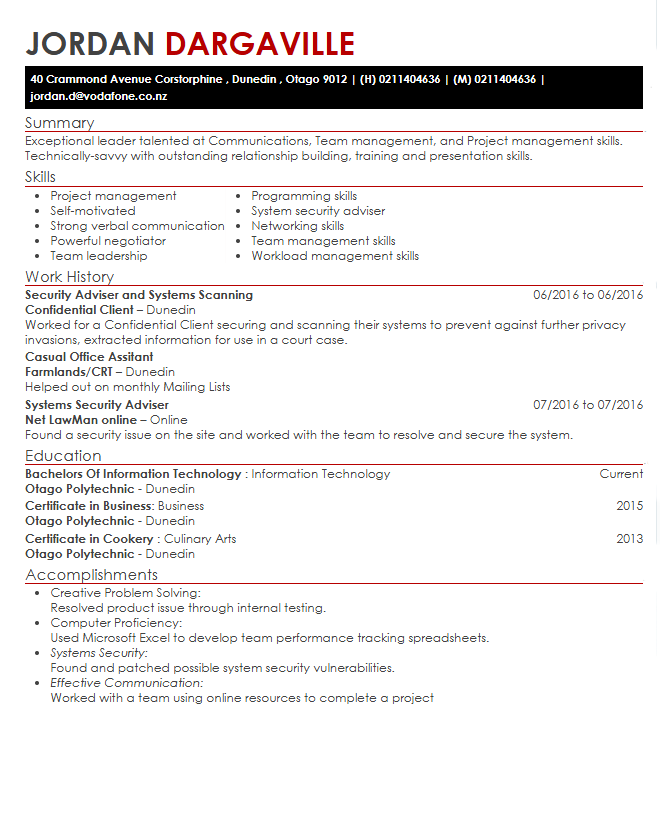 JORDAN DARGAVILLE
40 Crammond Avenue Corstorphine , Dunedin , Otago 9012 | (H) 0211404636 | (M) 0211404636 |
jordan.d@vodafone.co.nz
Summary
Exceptional leader talented at Communications, Team management, and Project management skills.
Technically-savvy with outstanding relationship building, training and presentation skills.
Skills
• Project management • Programming skills
• Self-motivated • System security adviser
• Strong verbal communication • Networking skills
• Powerful negotiator • Team management skills
• Team leadership • Workload management skills
Work History
Security Adviser and Systems Scanning 06/2016 to 06/2016
Confidential Client – Dunedin
Worked for a Confidential Client securing and scanning their systems to prevent against further privacy
invasions, extracted information for use in a court case.
Casual Office Assitant
Farmlands/CRT – Dunedin
Helped out on monthly Mailing Lists
Systems Security Adviser 07/2016 to 07/2016
Net LawMan online – Online
Found a security issue on the site and worked with the team to resolve and secure the system.
Education
Bachelors Of Information Technology : Information Technology Current
Otago Polytechnic - Dunedin
Certificate in Business: Business 2015
Otago Polytechnic - Dunedin
Certificate in Cookery : Culinary Arts 2013
Otago Polytechnic - Dunedin
Accomplishments
• Creative Problem Solving:
Resolved product issue through internal testing.
• Computer Proficiency:
Used Microsoft Excel to develop team performance tracking spreadsheets.
• Systems Security:
Found and patched possible system security vulnerabilities.
• Effective Communication:
Worked with a team using online resources to complete a project